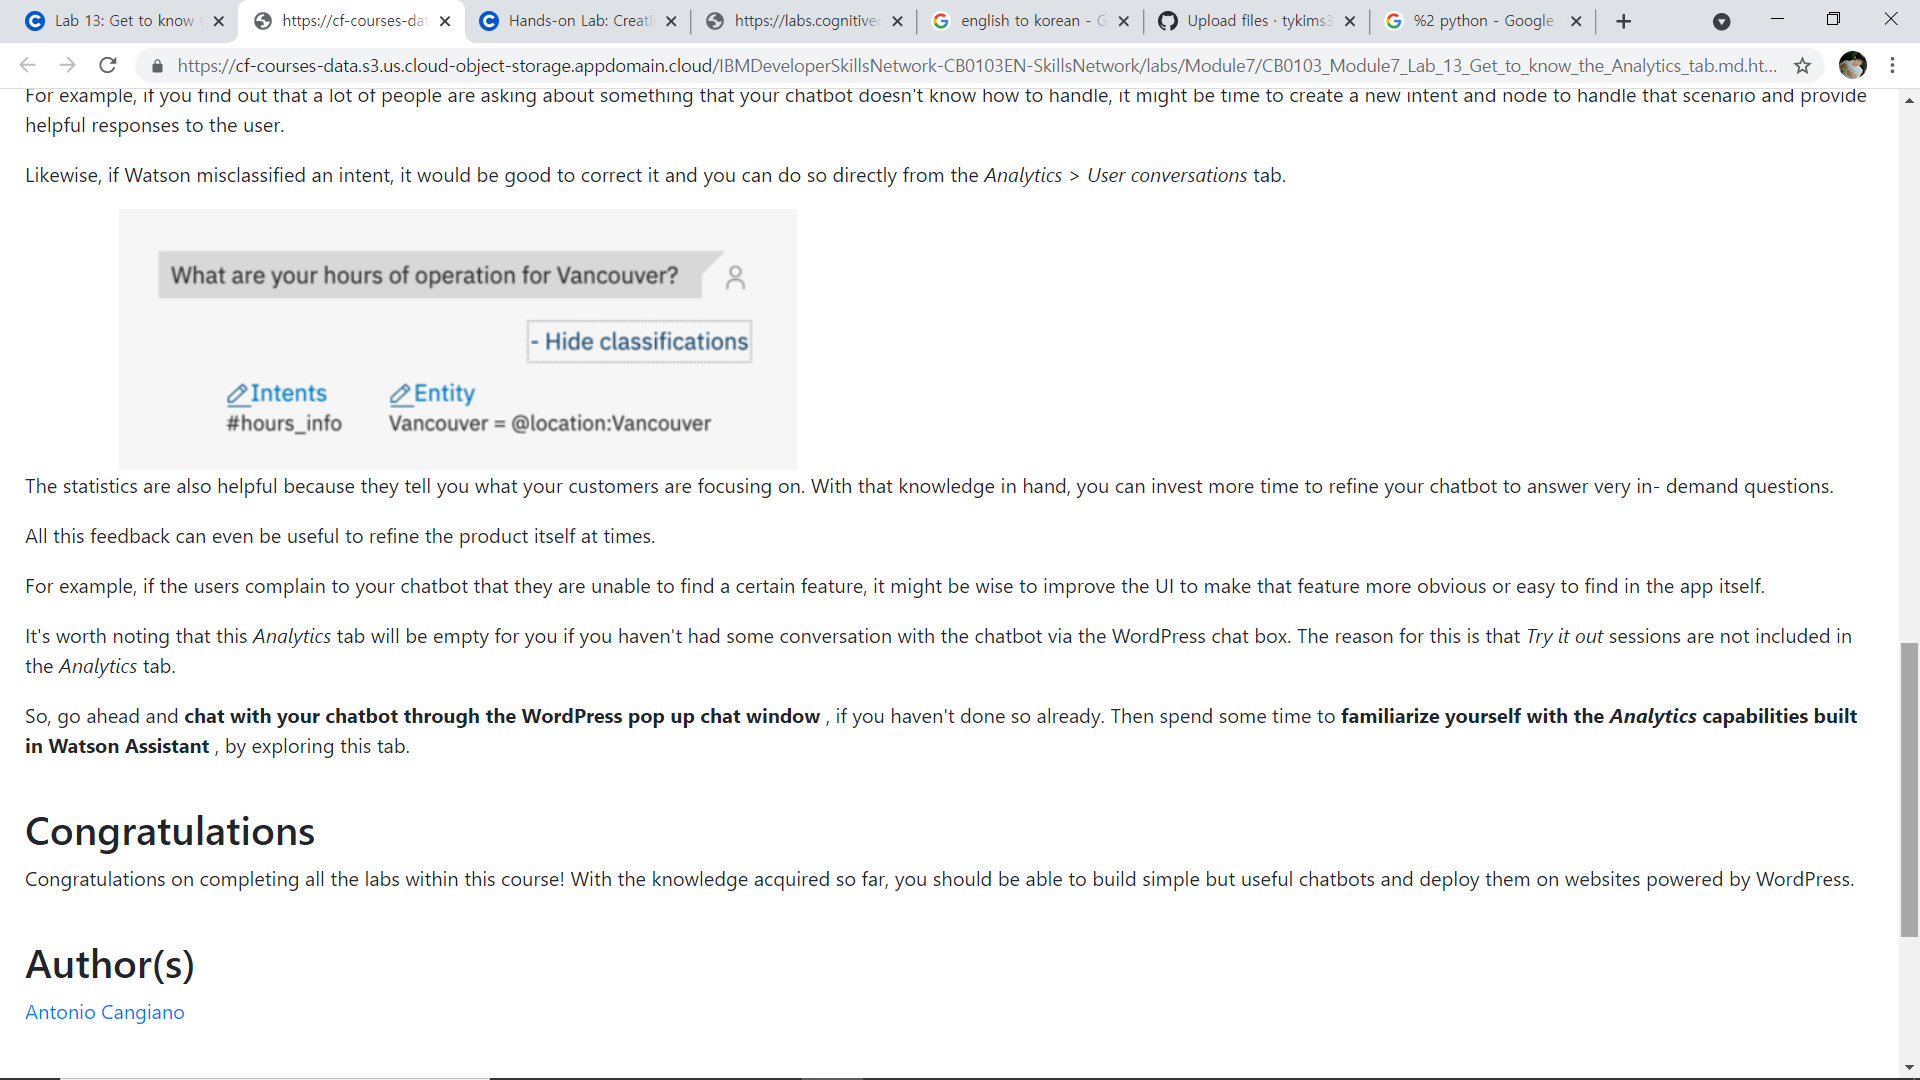 Lab 13: Get to know
https://cf-courses-dat
Hands-on Lab: Creati
https://labs.cognitivec
english to korean - G
Upload files · tykims3
%2 python - Google
https://cf-courses-data.s3.us.cloud-object-storage.appdomain.cloud/IBMDeveloperSkillsNetwork-CB0103EN-SkillsNetwork/labs/Module7/CB0103_Module7_Lab_13_Get_to_know_the_Analytics_tab.md.ht...
For example, if you find out that a lot of people are asking about something that your chatbot doesn't know how to handle, it might be time to create a new intent and node to handle that scenario and provide
helpful responses to the user.
Likewise, if Watson misclassified an intent, it would be good to correct it and you can do so directly from the Analytics > User conversations tab.
What are your hours of operation for Vancouver?
- Hide classifications
Intents Entity
#hours_info Vancouver = @location:Vancouver
The statistics are also helpful because they tell you what your customers are focusing on. With that knowledge in hand, you can invest more time to refine your chatbot to answer very in- demand questions.
All this feedback can even be useful to refine the product itself at times.
For example, if the users complain to your chatbot that they are unable to find a certain feature, it might be wise to improve the UI to make that feature more obvious or easy to find in the app itself.
It's worth noting that this Analytics tab will be empty for you if you haven't had some conversation with the chatbot via the WordPress chat box. The reason for this is that Try it out sessions are not included in
the Analytics tab.
So, go ahead and chat with your chatbot through the WordPress pop up chat window , if you haven't done so already. Then spend some time to familiarize yourself with the Analytics capabilities built
in Watson Assistant , by exploring this tab.
Congratulations
Congratulations on completing all the labs within this course! With the knowledge acquired so far, you should be able to build simple but useful chatbots and deploy them on websites powered by WordPress.
Author(s)
Antonio Cangiano